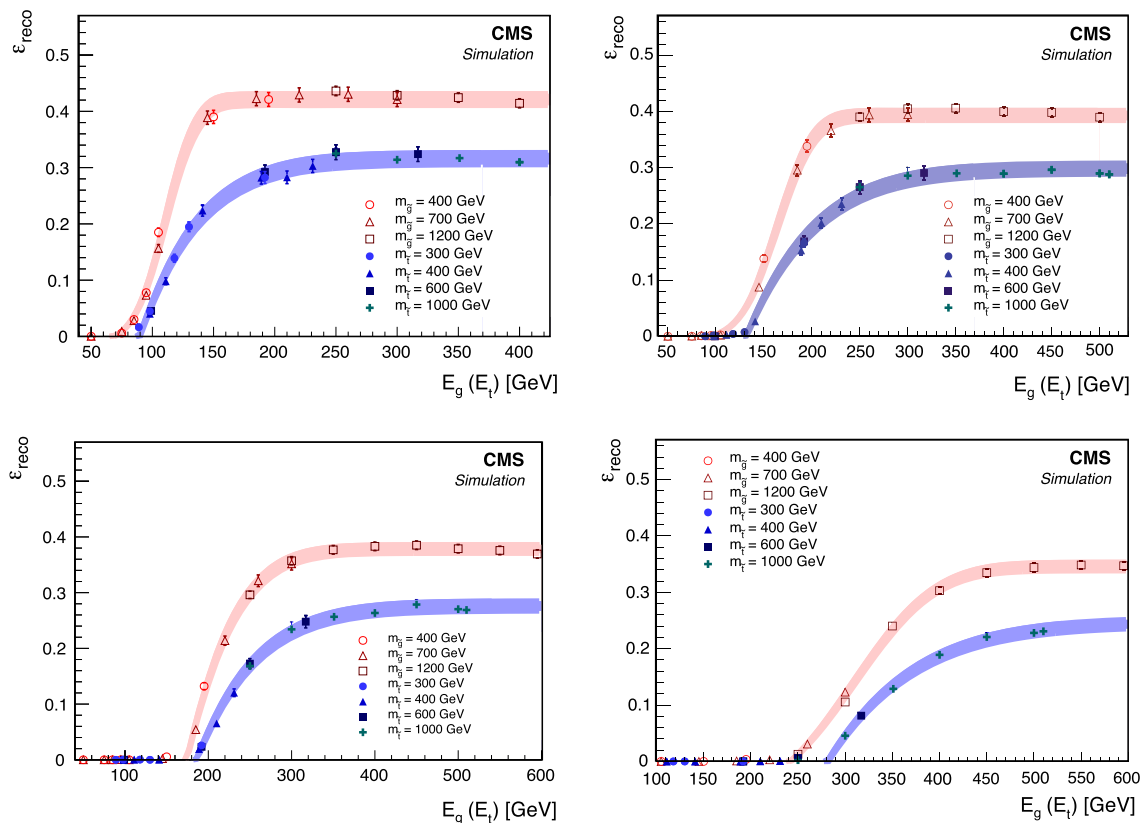 ε_reco
CMS
Simulation
0.5
0.4
0.3
0.2
0.1
0
m_g̃ = 400 GeV
m_g̃ = 700 GeV
m_g̃ = 1200 GeV
m_t̃ = 300 GeV
m_t̃ = 400 GeV
m_t̃ = 600 GeV
m_t̃ = 1000 GeV
50 100 150 200 250 300 350 400
E_g (E_t) [GeV]
ε_reco
CMS
Simulation
0.5
0.4
0.3
0.2
0.1
0
m_g̃ = 400 GeV
m_g̃ = 700 GeV
m_g̃ = 1200 GeV
m_t̃ = 300 GeV
m_t̃ = 400 GeV
m_t̃ = 600 GeV
m_t̃ = 1000 GeV
50 100 150 200 250 300 350 400 450 500
E_g (E_t) [GeV]
ε_reco
CMS
Simulation
0.5
0.4
0.3
0.2
0.1
0
m_g̃ = 400 GeV
m_g̃ = 700 GeV
m_g̃ = 1200 GeV
m_t̃ = 300 GeV
m_t̃ = 400 GeV
m_t̃ = 600 GeV
m_t̃ = 1000 GeV
100 200 300 400 500 600
E_g (E_t) [GeV]
ε_reco
m_g̃ = 400 GeV
m_g̃ = 700 GeV
m_g̃ = 1200 GeV
m_t̃ = 300 GeV
m_t̃ = 400 GeV
m_t̃ = 600 GeV
m_t̃ = 1000 GeV
CMS
Simulation
0.5
0.4
0.3
0.2
0.1
0
100 150 200 250 300 350 400 450 500 550 600
E_g (E_t) [GeV]